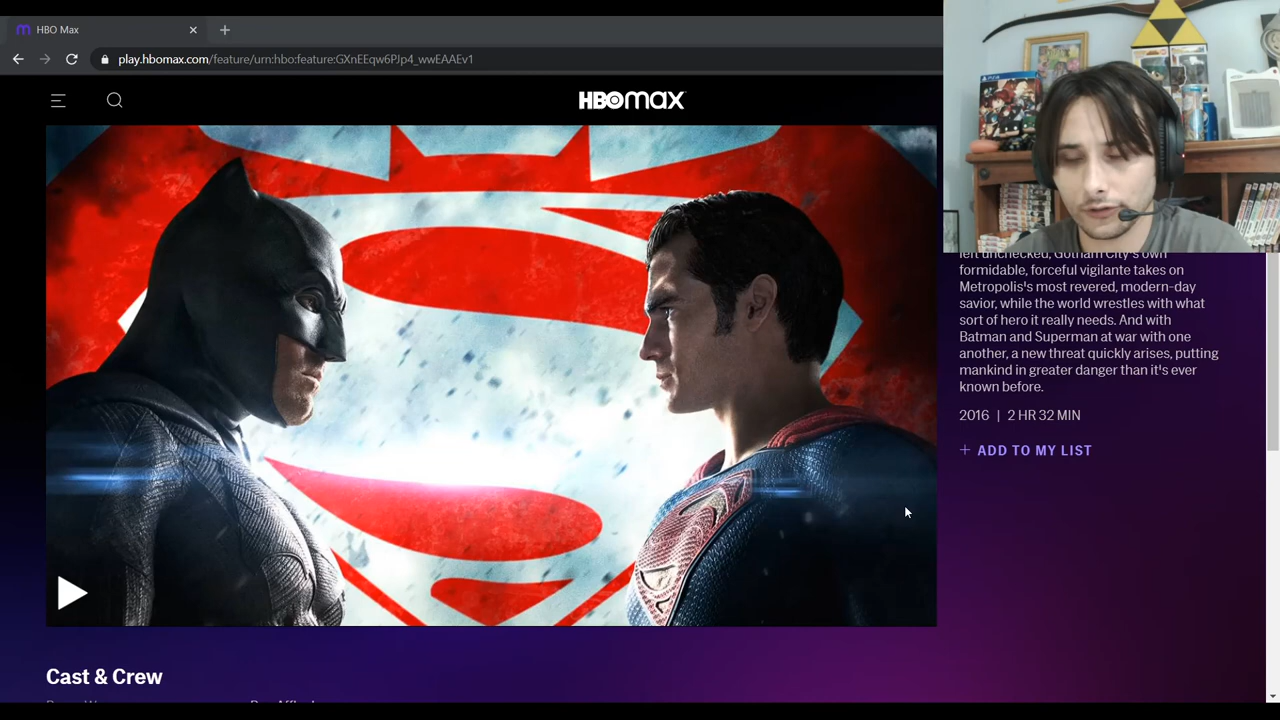 HBO Max
play.hbomax.com/feature/urn:hbo:feature:GXnEEqw6PJp4_wwEAAEv1
HBOMAX
left unchecked, Gotham City's own
formidable, forceful vigilante takes on
Metropolis's most revered, modern-day
savior, while the world wrestles with what
sort of hero it really needs. And with
Batman and Superman at war with one
another, a new threat quickly arises, putting
mankind in greater danger than it's ever
known before.
2016 | 2 HR 32 MIN
+ ADD TO MY LIST
Cast & Crew